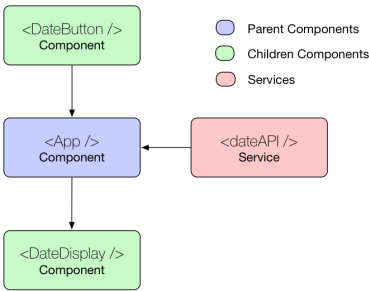 <DateButton />
Component
Parent Components
Children Components
Services
<App />
Component
<dateAPI />
Service
<DateDisplay />
Component